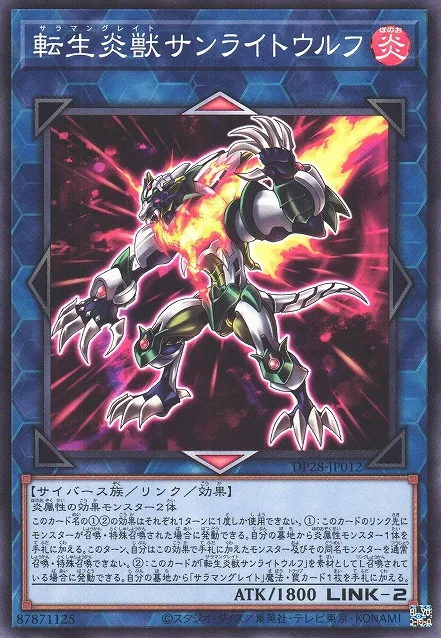 サラマングレイト
転生炎獣サンライトウルフ
ほのお
炎
DP28-JP012
【サイバース族／リンク／効果】
炎属性の効果モンスター２体
このカード名の①②の効果はそれぞれ１ターンに１度しか使用できない。①：このカードのリンク先に
モンスターが召喚・特殊召喚された場合に発動できる。自分の墓地から炎属性モンスター１体を
手札に加える。このターン、自分はこの効果で手札に加えたモンスター及びその同名モンスターを通常
召喚・特殊召喚できない。②：このカードが「転生炎獣サンライトウルフ」を素材としてＬ召喚されて
いる場合に発動できる。自分の墓地から「サラマングレイト」魔法・罠カード１枚を手札に加える。
ATK/1800 LINK-2
87871125 ©スタジオ・ダイス／集英社・テレビ東京・KONAMI